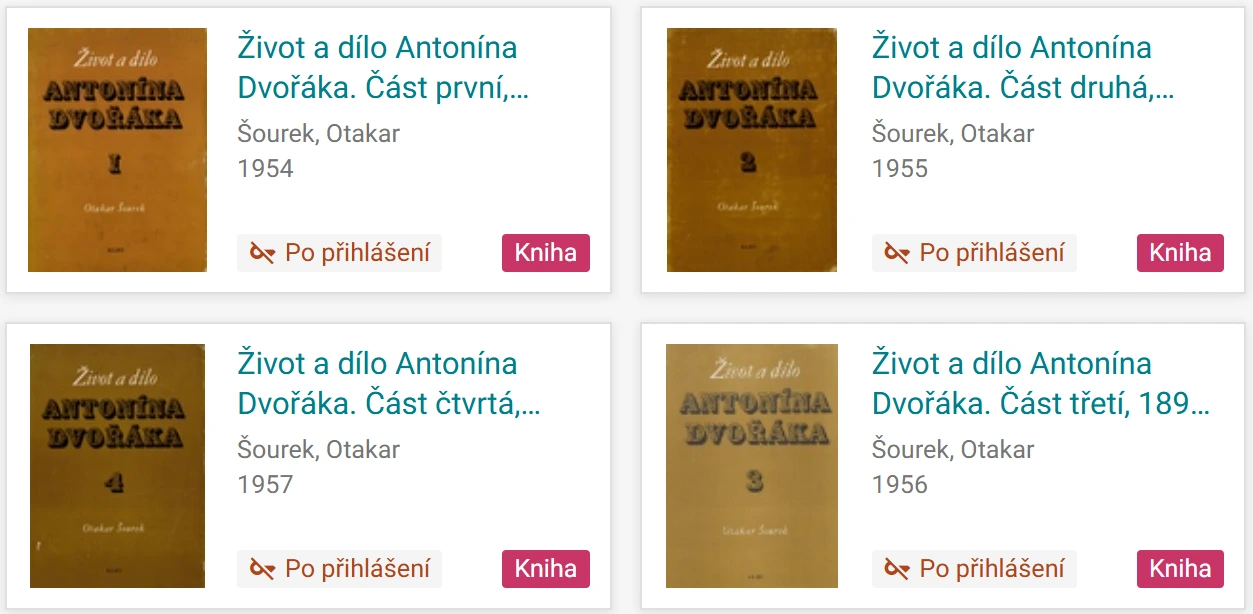 Život a dílo
ANTONÍNA
DVOŘÁKA
1
Otakar Šourek
Život a dílo Antonína
Dvořáka. Část první,...
Šourek, Otakar
1954
Po přihlášení
Kniha
Život a dílo
ANTONÍNA
DVOŘÁKA
2
Otakar Šourek
Život a dílo Antonína
Dvořáka. Část druhá,...
Šourek, Otakar
1955
Po přihlášení
Kniha
Život a dílo
ANTONÍNA
DVOŘÁKA
4
Otakar Šourek
Život a dílo Antonína
Dvořáka. Část čtvrtá,...
Šourek, Otakar
1957
Po přihlášení
Kniha
Život a dílo
ANTONÍNA
DVOŘÁKA
3
Otakar Šourek
Život a dílo Antonína
Dvořáka. Část třetí, 189...
Šourek, Otakar
1956
Po přihlášení
Kniha